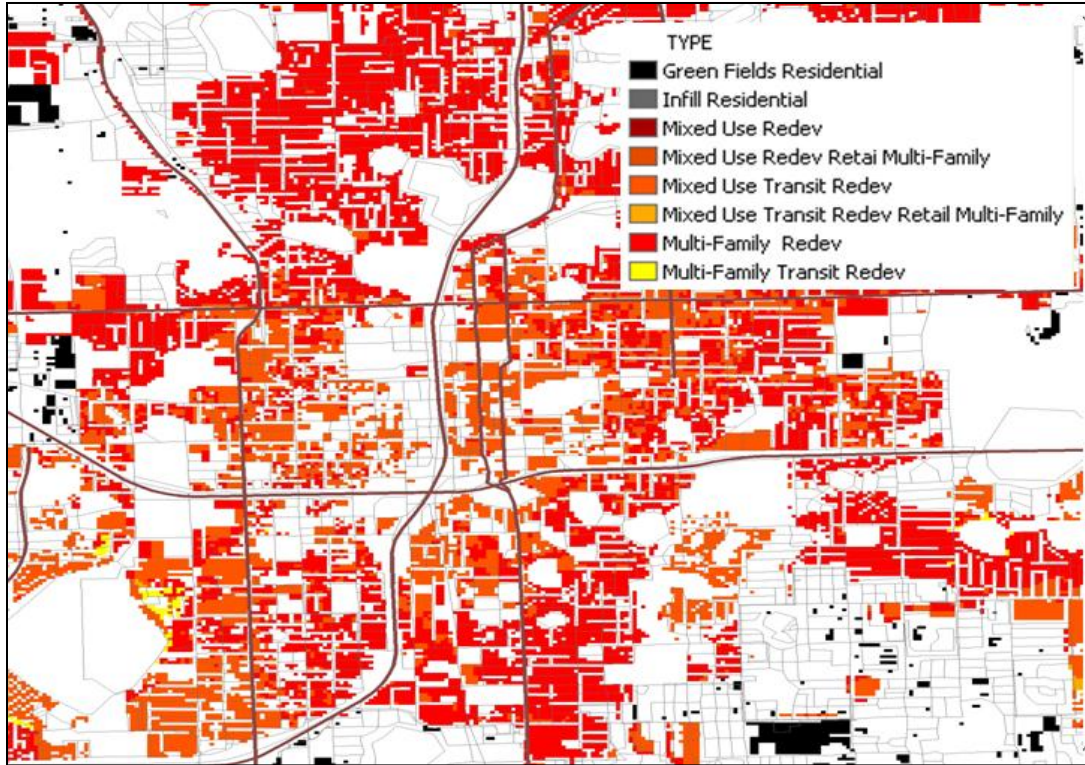 TYPE
Green Fields Residential
Infill Residential
Mixed Use Redev
Mixed Use Redev Retai Multi-Family
Mixed Use Transit Redev
Mixed Use Transit Redev Retail Multi-Family
Multi-Family Redev
Multi-Family Transit Redev